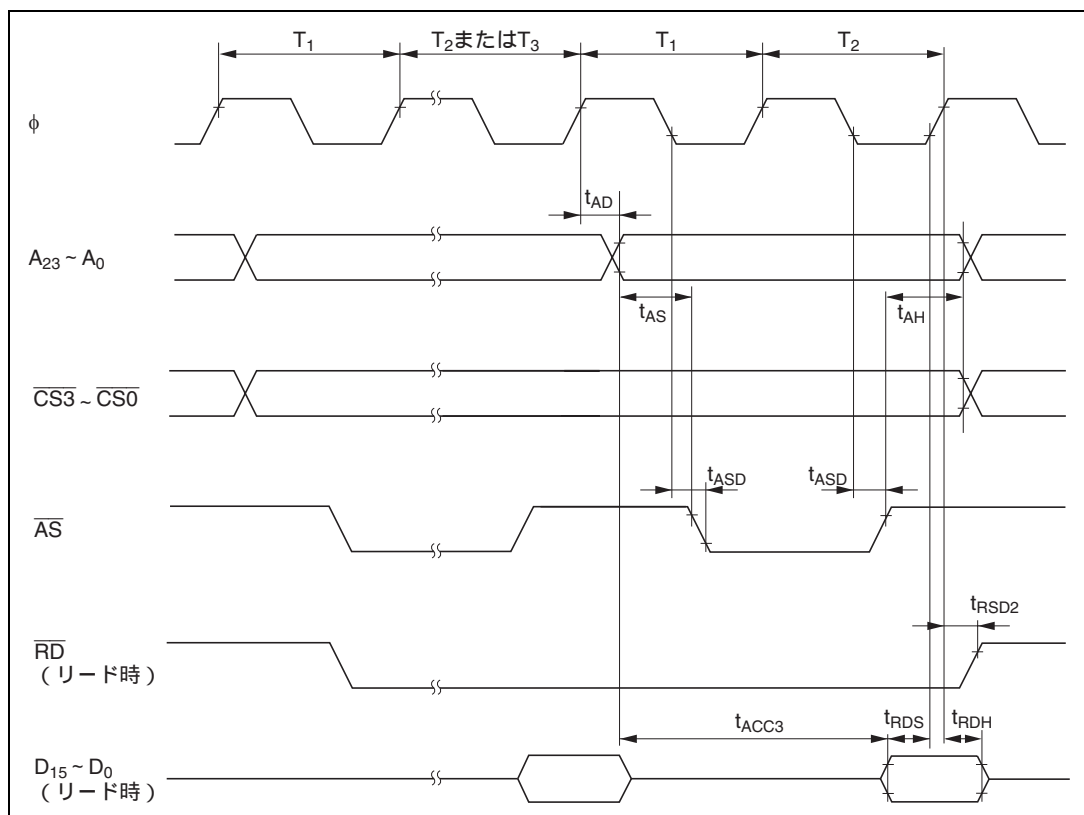 T1
T2またはT3
T1
T2
φ
tAD
A23 ~ A0
tAS
tAH
CS3 ~ CS0
tASD
tASD
AS
tRSD2
RD
(リード時)
tACC3
tRDS
tRDH
D15 ~ D0
(リード時)